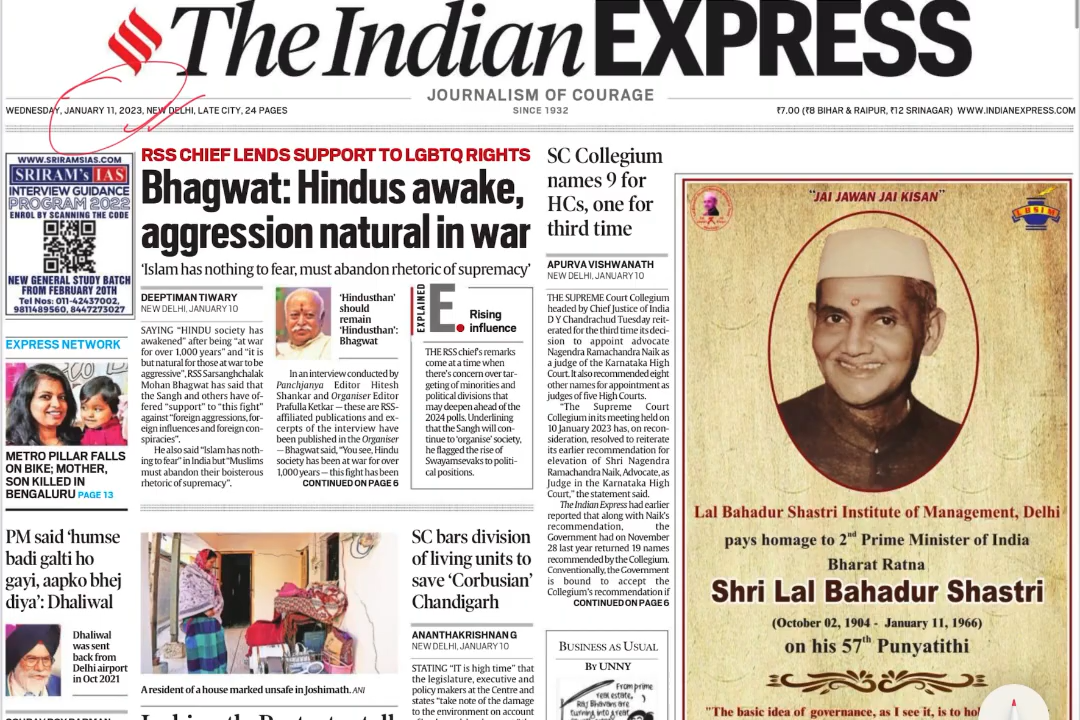 The Indian EXPRESS
JOURNALISM OF COURAGE
WEDNESDAY, JANUARY 11, 2023, NEW DELHI, LATE CITY, 24 PAGES
SINCE 1932
₹7.00 (₹8 BIHAR & RAIPUR, ₹12 SRINAGAR) WWW.INDIANEXPRESS.COM
WWW.SRIRAMSIAS.COM
SRIRAM's IAS
INTERVIEW GUIDANCE
PROGRAM 2022
ENROL BY SCANNING THE CODE
NEW GENERAL STUDY BATCH
FROM FEBRUARY 20TH
Tel Nos: 011-42437002,
9811489560, 8447273027
EXPRESS NETWORK
METRO PILLAR FALLS
ON BIKE; MOTHER,
SON KILLED IN
BENGALURU PAGE 13
PM said ‘humse
badi galti ho
gayi, aapko bhej
diya’: Dhaliwal
Dhaliwal
was sent
back from
Delhi airport
in Oct 2021
RSS CHIEF LENDS SUPPORT TO LGBTQ RIGHTS
Bhagwat: Hindus awake,
aggression natural in war
‘Islam has nothing to fear, must abandon rhetoric of supremacy’
DEEPTIMAN TIWARY
NEW DELHI, JANUARY 10
SAYING “HINDU society has
awakened” after being “at war
for over 1,000 years” and “it is
but natural for those at war to be
aggressive”, RSS Sarsanghchalak
Mohan Bhagwat has said that
the Sangh and others have of-
fered “support” to “this fight”
against “foreign aggressions, for-
eign influences and foreign con-
spiracies”.
He also said “Islam has noth-
ing to fear” in India but “Muslims
must abandon their boisterous
rhetoric of supremacy”.
‘Hindusthan’
should
remain
‘Hindusthan’:
Bhagwat
In an interview conducted by
Panchjanya Editor Hitesh
Shankar and Organiser Editor
Prafulla Ketkar — these are RSS-
affiliated publications and ex-
cerpts of the interview have
been published in the Organiser
— Bhagwat said, “You see, Hindu
society has been at war for over
1,000 years — this fight has been
CONTINUED ON PAGE 6
EXPLAINED
E.
Rising
influence
THE RSS chief's remarks
come at a time when
there's concern over tar-
geting of minorities and
political divisions that
may deepen ahead of the
2024 polls. Underlining
that the Sangh will con-
tinue to ‘organise’ society,
he flagged the rise of
Swayamsevaks to politi-
cal positions.
A resident of a house marked unsafe in Joshimath. ANI
SC bars division
of living units to
save ‘Corbusian’
Chandigarh
ANANTHAKRISHNAN G
NEW DELHI, JANUARY 10
STATING “IT is high time” that
the legislature, executive and
policy makers at the Centre and
states “take note of the damage
to the environment on account
SC Collegium
names 9 for
HCs, one for
third time
APURVA VISHWANATH
NEW DELHI, JANUARY 10
THE SUPREME Court Collegium
headed by Chief Justice of India
D Y Chandrachud Tuesday reit-
erated for the third time its deci-
sion to appoint advocate
Nagendra Ramachandra Naik as
a judge of the Karnataka High
Court. It also recommended eight
other names for appointment as
judges of five High Courts.
“The Supreme Court
Collegium in its meeting held on
10 January 2023 has, on recon-
sideration, resolved to reiterate
its earlier recommendation for
elevation of Shri Nagendra
Ramachandra Naik, Advocate, as
Judge in the Karnataka High
Court,” the statement said.
The Indian Express had earlier
reported that along with Naik's
recommendation, the
Government had on November
28 last year returned 19 names
recommended by the Collegium.
Conventionally, the Government
is bound to accept the
Collegium's recommendation if
CONTINUED ON PAGE 6
BUSINESS AS USUAL
BY UNNY
From prime
real estate,
Raj Bhavans are
turning into great
"JAI JAWAN JAI KISAN"
LBSIM
Lal Bahadur Shastri Institute of Management, Delhi
pays homage to 2nd Prime Minister of India
Bharat Ratna
Shri Lal Bahadur Shastri
(October 02, 1904 - January 11, 1966)
on his 57th Punyatithi
"The basic idea of governance, as I see it, is to